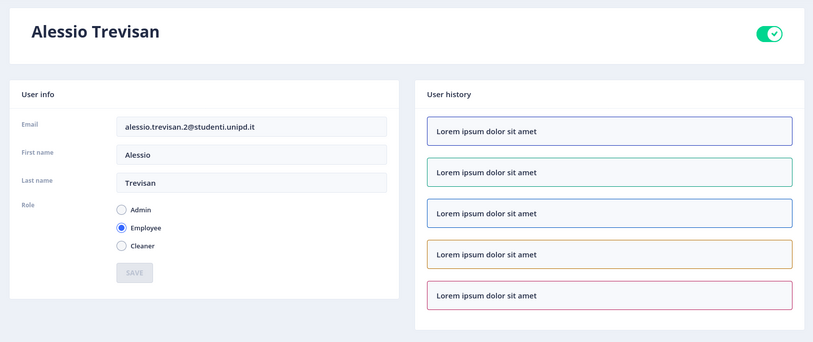 Alessio Trevisan
User info
Email
alessio.trevisan.2@studenti.unipd.it
First name
Alessio
Last name
Trevisan
Role
Admin
Employee
Cleaner
SAVE
User history
Lorem ipsum dolor sit amet
Lorem ipsum dolor sit amet
Lorem ipsum dolor sit amet
Lorem ipsum dolor sit amet
Lorem ipsum dolor sit amet